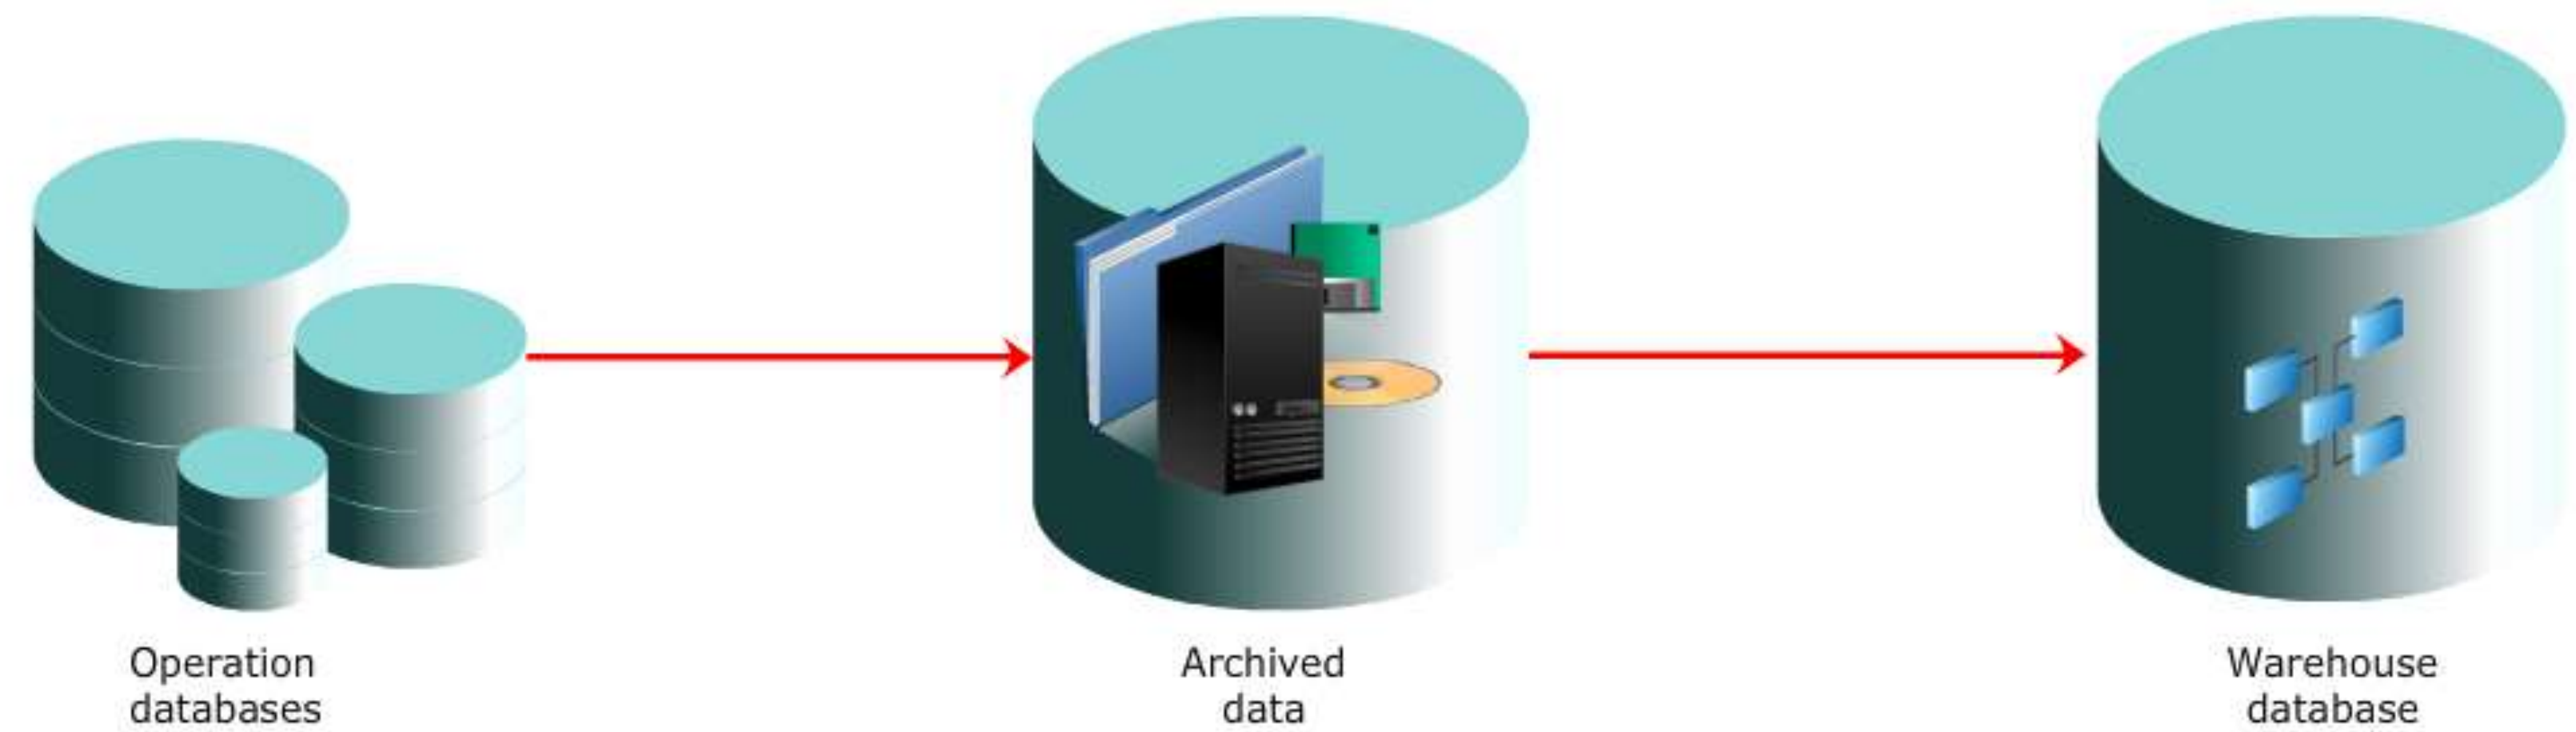 Operation
databases
Archived
data
Warehouse
database